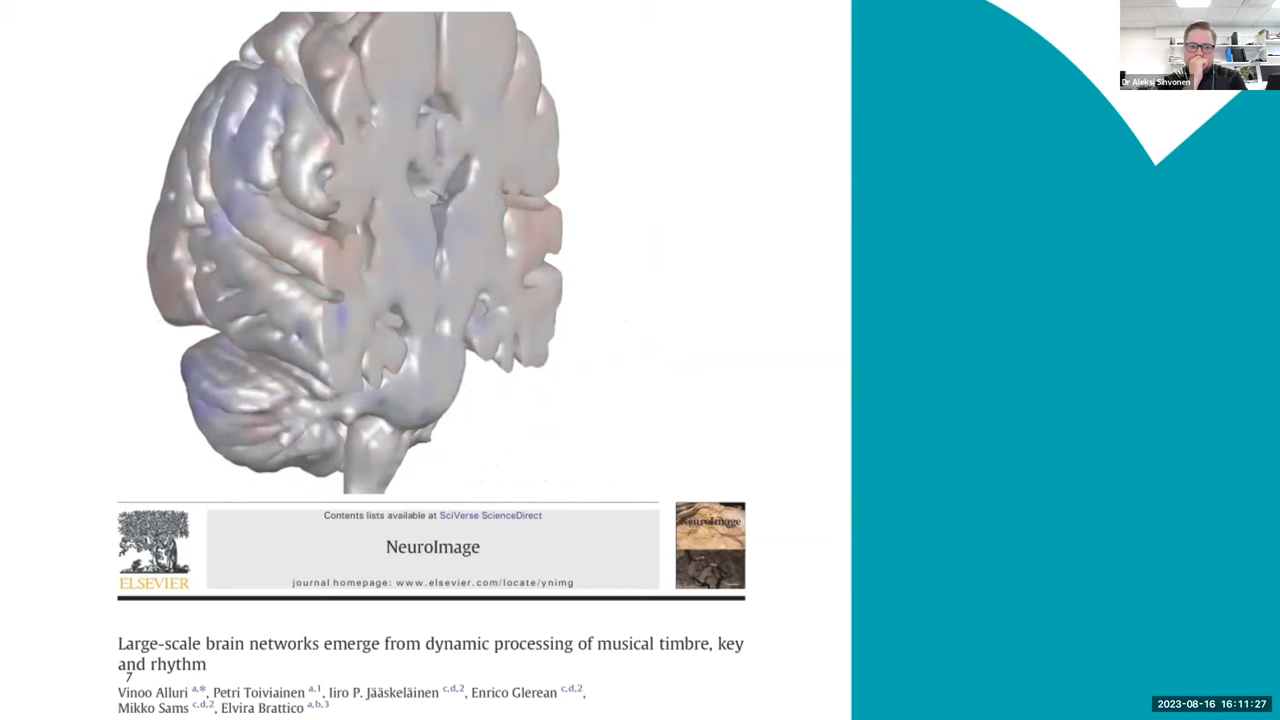 Dr Aleksi Sihvonen
Contents lists available at SciVerse ScienceDirect
NeuroImage
journal homepage: www.elsevier.com/locate/ynimg
ELSEVIER
NeuroImage
Large-scale brain networks emerge from dynamic processing of musical timbre, key
and rhythm
7
Vinoo Alluri a,*, Petri Toiviainen a,1, Iiro P. Jääskeläinen c,d,2, Enrico Glerean c,d,2,
Mikko Sams c,d,2, Elvira Brattico a,b,3
2023-08-16 16:11:27